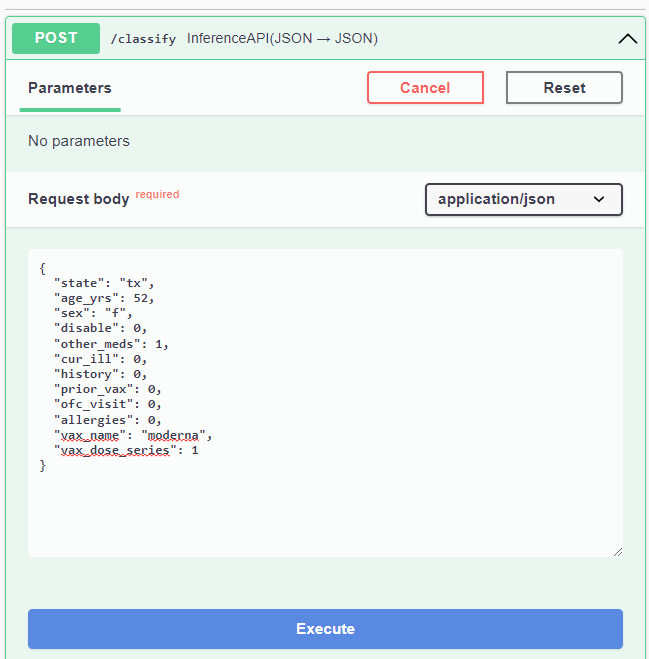 POST /classify InferenceAPI(JSON → JSON)
Parameters Cancel Reset
No parameters
Request body required application/json
{
"state": "tx",
"age_yrs": 52,
"sex": "f",
"disable": 0,
"other_meds": 1,
"cur_ill": 0,
"history": 0,
"prior_vax": 0,
"ofc_visit": 0,
"allergies": 0,
"vax_name": "moderna",
"vax_dose_series": 1
}
Execute